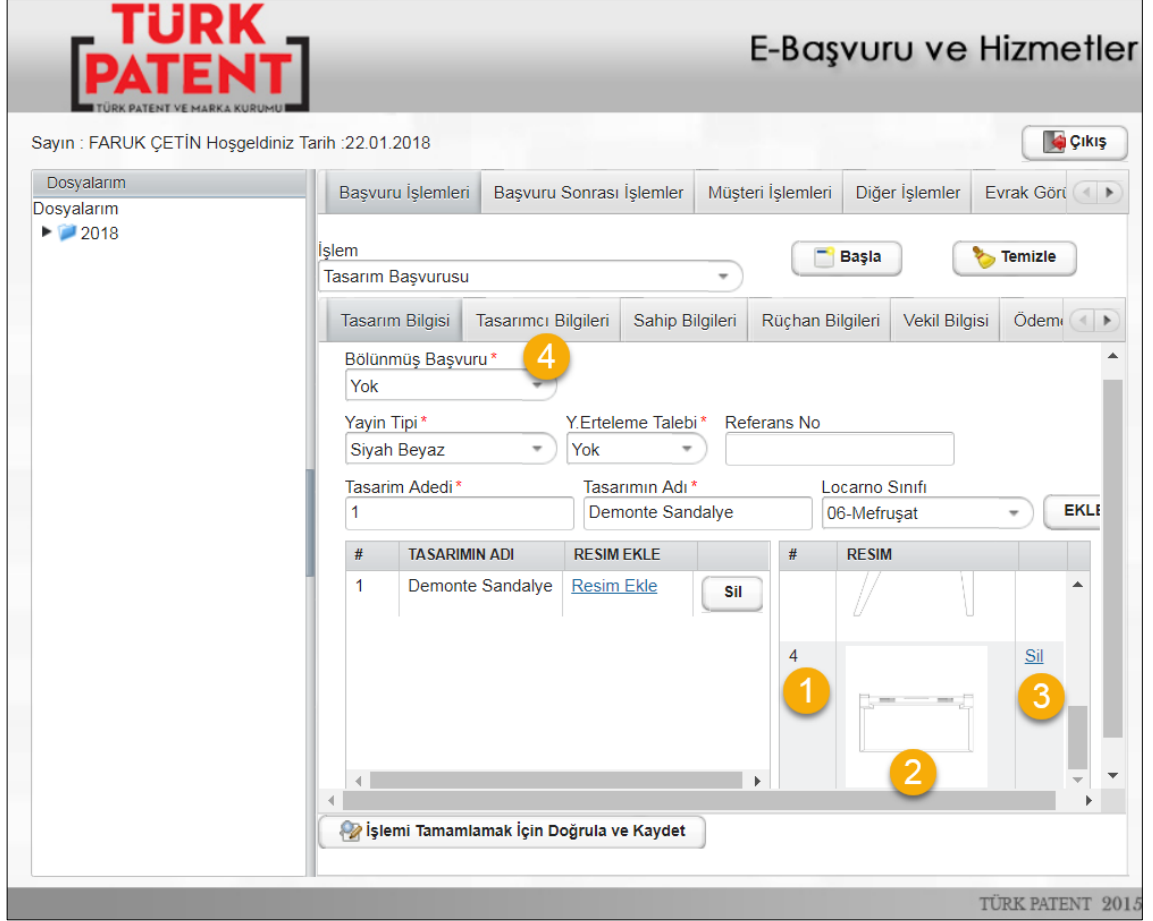 TÜRK
PATENT
TÜRK PATENT VE MARKA KURUMU
E-Başvuru ve Hizmetler
Sayın : FARUK ÇETİN Hoşgeldiniz Tarih :22.01.2018
Çıkış
Dosyalarım
Dosyalarım
2018
Başvuru İşlemleri Başvuru Sonrası İşlemler Müşteri İşlemleri Diğer İşlemler Evrak Görü
İşlem
Tasarım Başvurusu
Başla
Temizle
Tasarım Bilgisi Tasarımcı Bilgileri Sahip Bilgileri Rüçhan Bilgileri Vekil Bilgisi Ödeme
Bölünmüş Başvuru *
4
Yok
Yayin Tipi * Y.Erteleme Talebi * Referans No
Siyah Beyaz Yok
Tasarim Adedi * Tasarımın Adı * Locarno Sınıfı
1 Demonte Sandalye 06-Mefruşat EKLE
# TASARIMIN ADI RESIM EKLE # RESIM
1 Demonte Sandalye Resim Ekle Sil
4 Sil
1 3
2
İşlemi Tamamlamak İçin Doğrula ve Kaydet
TÜRK PATENT 2015